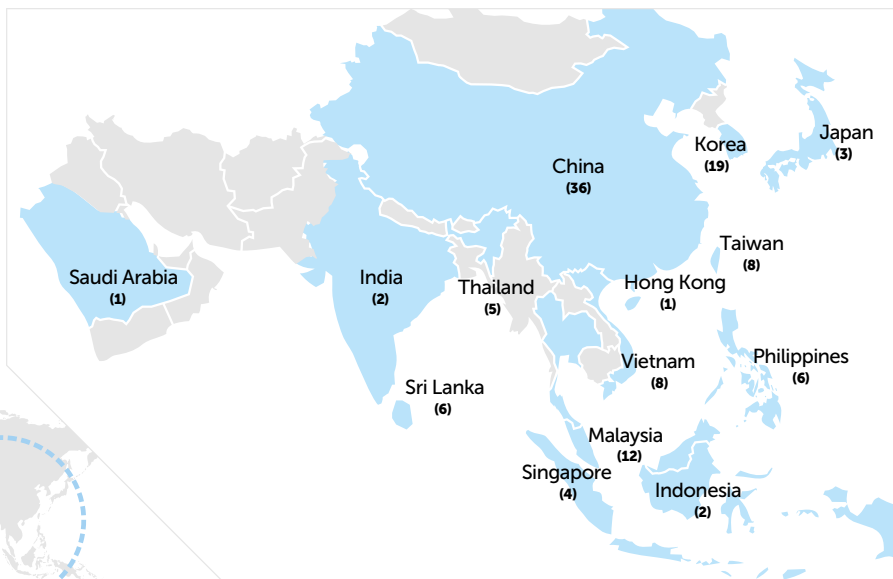 Japan
(3)
Korea
(19)
China
(36)
Taiwan
(8)
Saudi Arabia
(1)
India
(2)
Thailand
(5)
Hong Kong
(1)
Vietnam
(8)
Philippines
(6)
Sri Lanka
(6)
Malaysia
(12)
Singapore
(4)
Indonesia
(2)